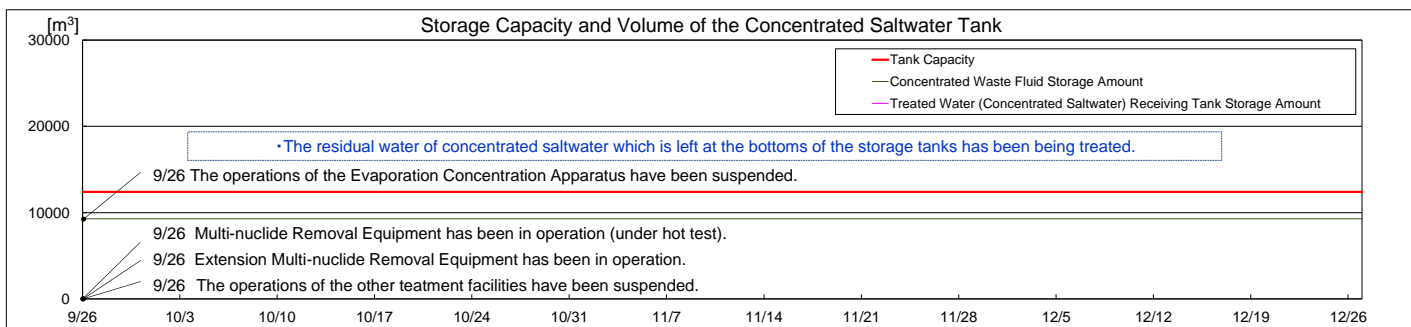 Storage Capacity and Volume of the Concentrated Saltwater Tank
[m³]
30000
Tank Capacity
Concentrated Waste Fluid Storage Amount
Treated Water (Concentrated Saltwater) Receiving Tank Storage Amount
20000
・The residual water of concentrated saltwater which is left at the bottoms of the storage tanks has been being treated.
9/26 The operations of the Evaporation Concentration Apparatus have been suspended.
10000
9/26 Multi-nuclide Removal Equipment has been in operation (under hot test).
9/26 Extension Multi-nuclide Removal Equipment has been in operation.
9/26 The operations of the other teatment facilities have been suspended.
0
9/26 10/3 10/10 10/17 10/24 10/31 11/7 11/14 11/21 11/28 12/5 12/12 12/19 12/26